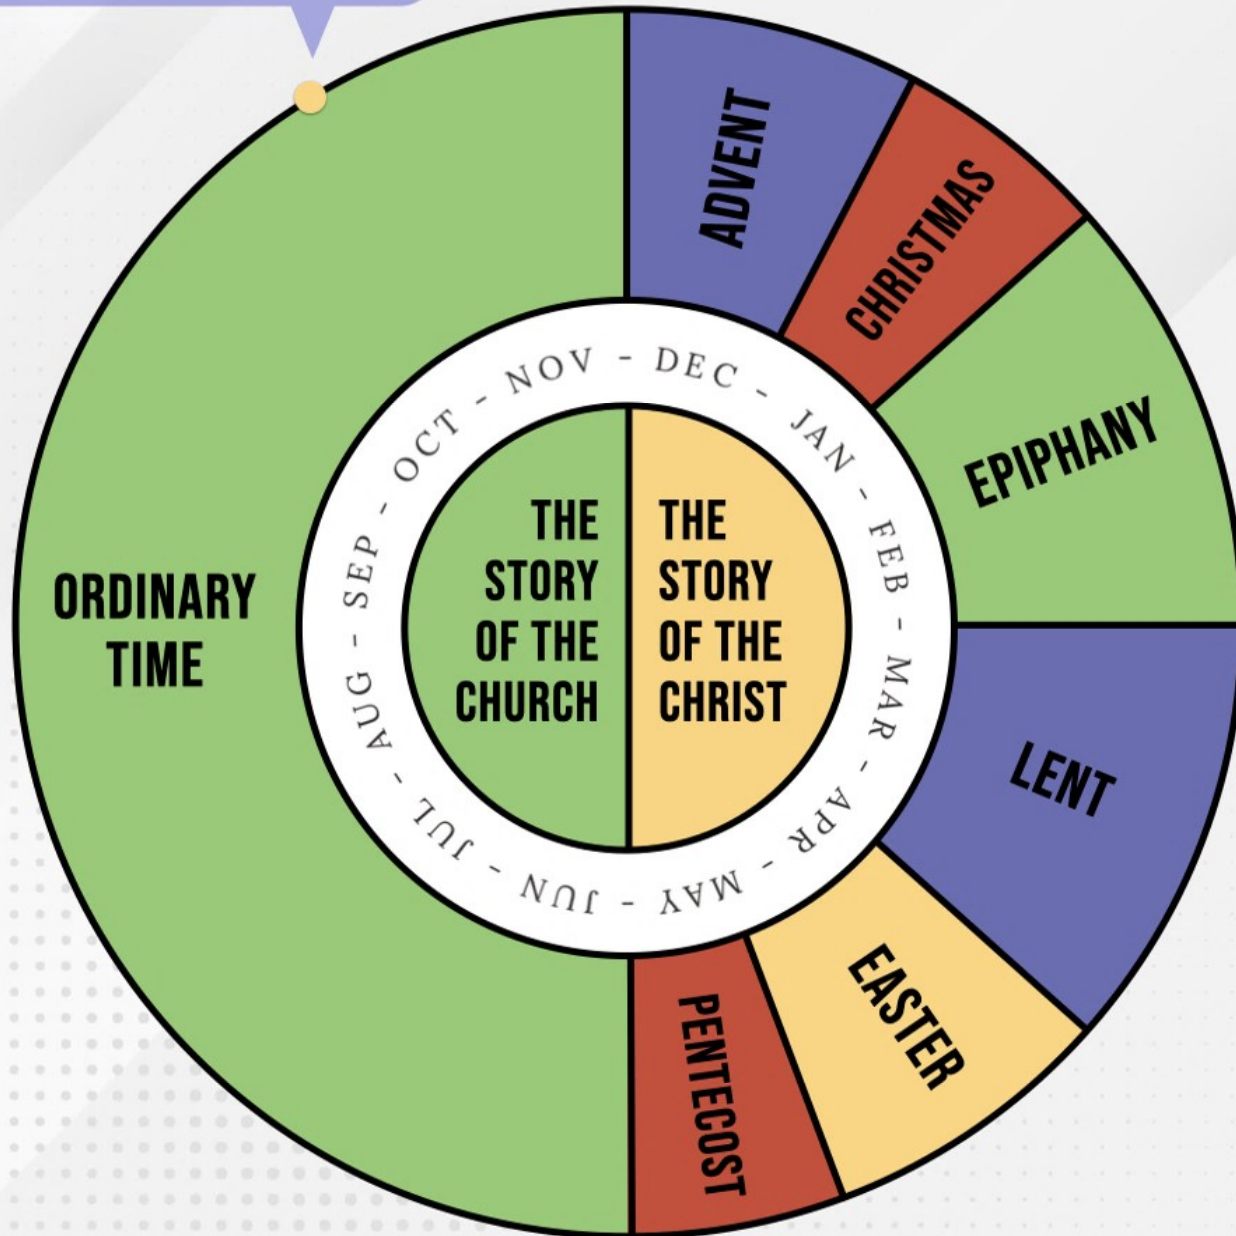 ADVENT
CHRISTMAS
EPIPHANY
LENT
EASTER
PENTECOST
ORDINARY
TIME
NOV - DEC - JAN - FEB - MAR - APR - MAY - JUN - JUL - AUG - SEP - OCT -
THE
STORY
OF THE
CHURCH
THE
STORY
OF THE
CHRIST